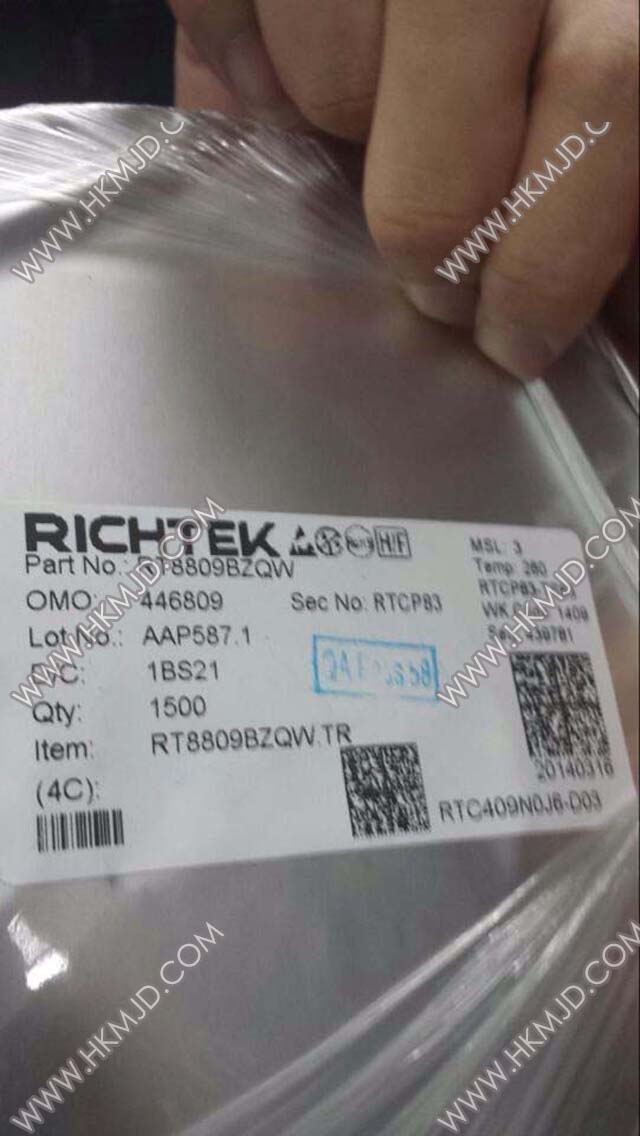 WWW.HKMJD.C
WWW.HKMJD.C
RICHTEK
H/F
MSL: 3
Part No.: RT8809BZQW
Temp: 260
OMO: 446809
Sec No: RTCP83
WK 1409
Lot No.: AAP587.1
1BS21
Qty: 1500
Item: RT8809BZQW.TR
20140316
(4C):
RTC409N0J6-D03
WWW.HKMJD.COM
WWW.HKMJD.COM
WWW.HKMJD.COM
WWW.HKMJD.COM